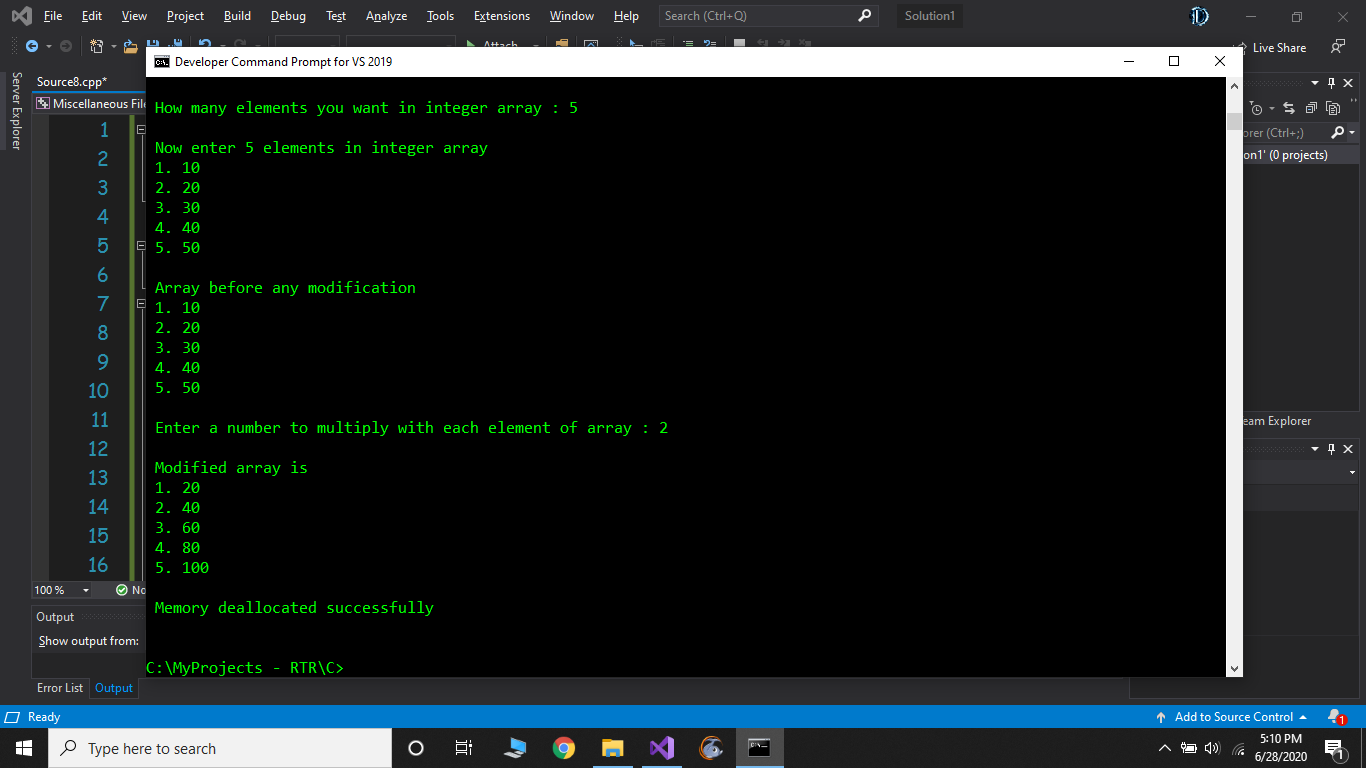 File Edit View Project Build Debug Test Analyze Tools Extensions Window Help Search (Ctrl+Q) Solution1
Attach
Live Share
Developer Command Prompt for VS 2019
Server Explorer
Source8.cpp*
Miscellaneous File
1
2
3
4
5
6
7
8
9
10
11
12
13
14
15
16
How many elements you want in integer array : 5
Now enter 5 elements in integer array
1. 10
2. 20
3. 30
4. 40
5. 50
Array before any modification
1. 10
2. 20
3. 30
4. 40
5. 50
Enter a number to multiply with each element of array : 2
Modified array is
1. 20
2. 40
3. 60
4. 80
5. 100
Memory deallocated successfully
C:\MyProjects - RTR\C>
orer (Ctrl+;)
on1' (0 projects)
eam Explorer
100 % No
Output
Show output from:
Error List Output
Ready Add to Source Control 1
Type here to search
5:10 PM
6/28/2020
1